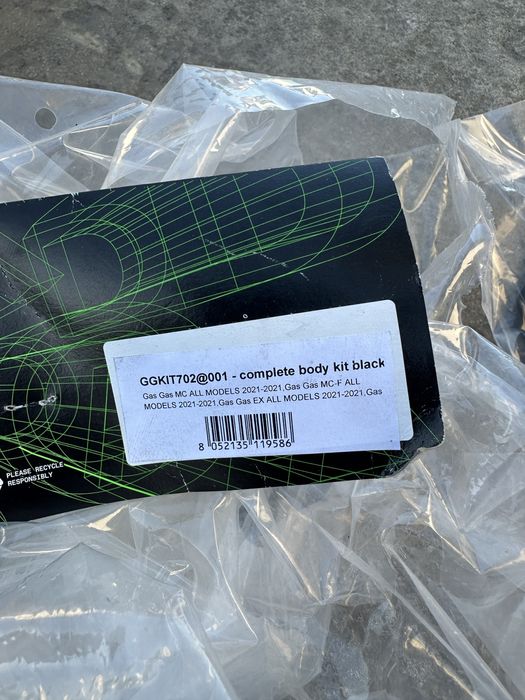 GGKIT702@001 - complete body kit black
Gas Gas MC ALL MODELS 2021-2021,Gas Gas MC-F ALL
MODELS 2021-2021,Gas Gas EX ALL MODELS 2021-2021,Gas
8 052135 119586
PLEASE RECYCLE
RESPONSIBLY